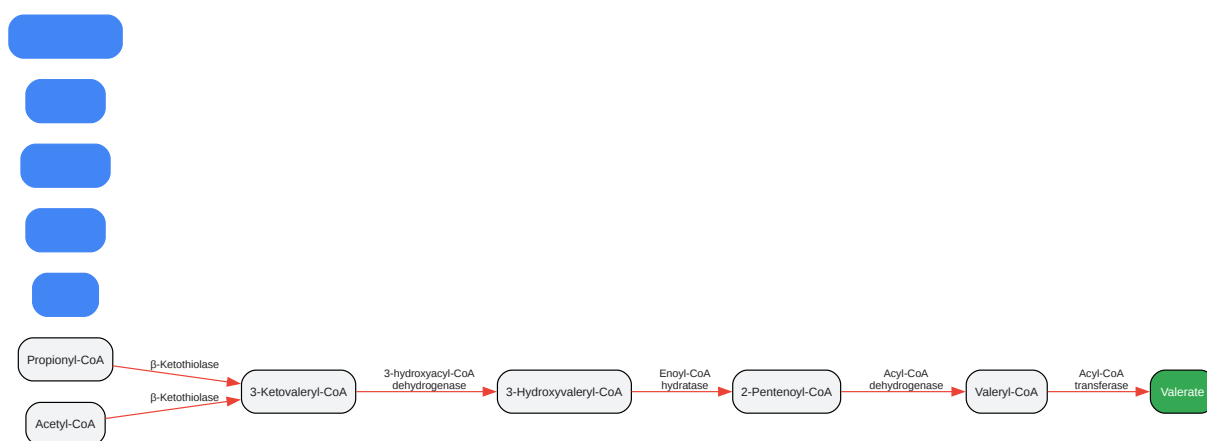 Propionyl-CoA
β-Ketothiolase
Acetyl-CoA
β-Ketothiolase
3-Ketovaleryl-CoA
3-hydroxyacyl-CoA
dehydrogenase
3-Hydroxyvaleryl-CoA
Enoyl-CoA
hydratase
2-Pentenoyl-CoA
Acyl-CoA
dehydrogenase
Valeryl-CoA
Acyl-CoA
transferase
Valerate